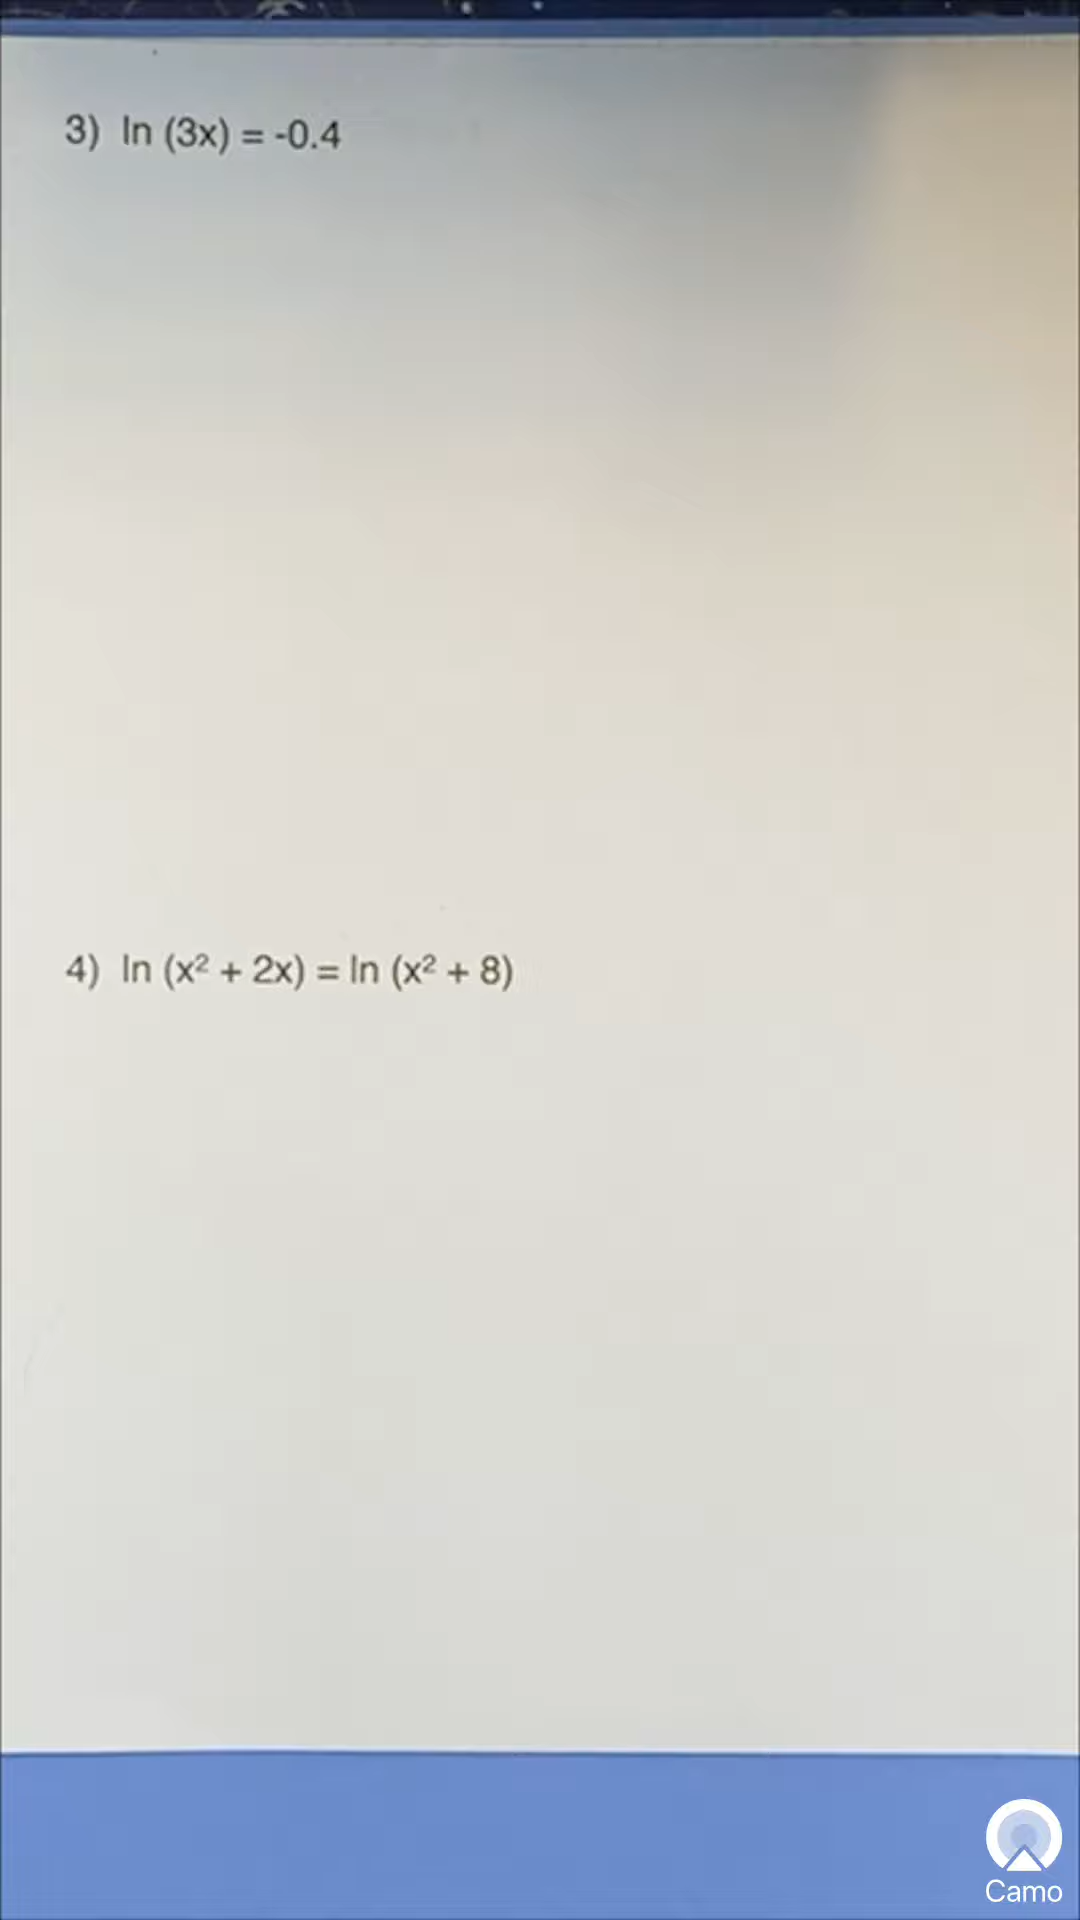 3) ln (3x) = -0.4
4) ln (x² + 2x) = ln (x² + 8)
Camo